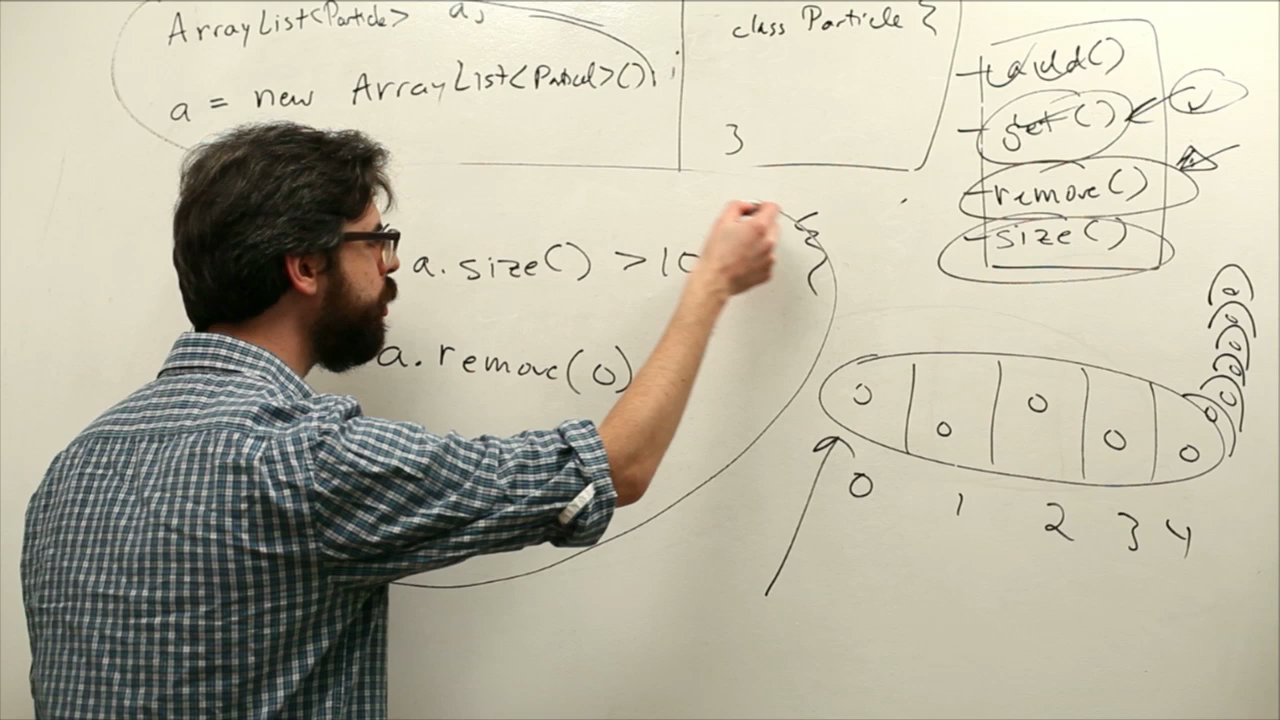 ArrayList<Particle> a;
a = new ArrayList<Particl>();
class Particle {
}
- add()
- get()
- remove()
- size()
a.size() > 10
a.remove(0)
0 1 2 3 4